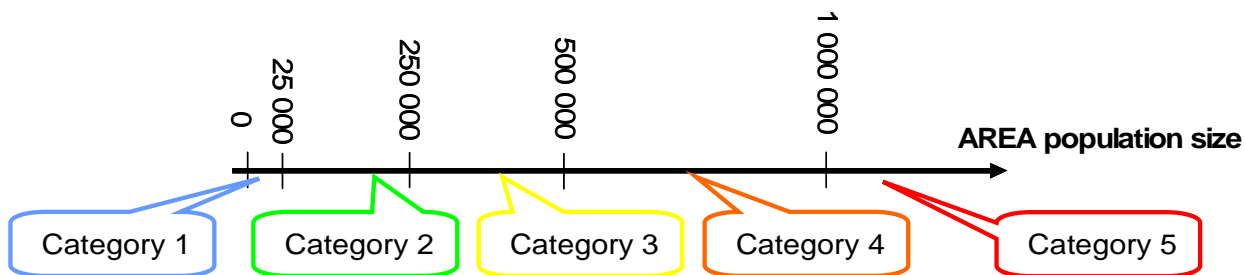 0
25 000
250 000
500 000
1 000 000
AREA population size
Category 1
Category 2
Category 3
Category 4
Category 5